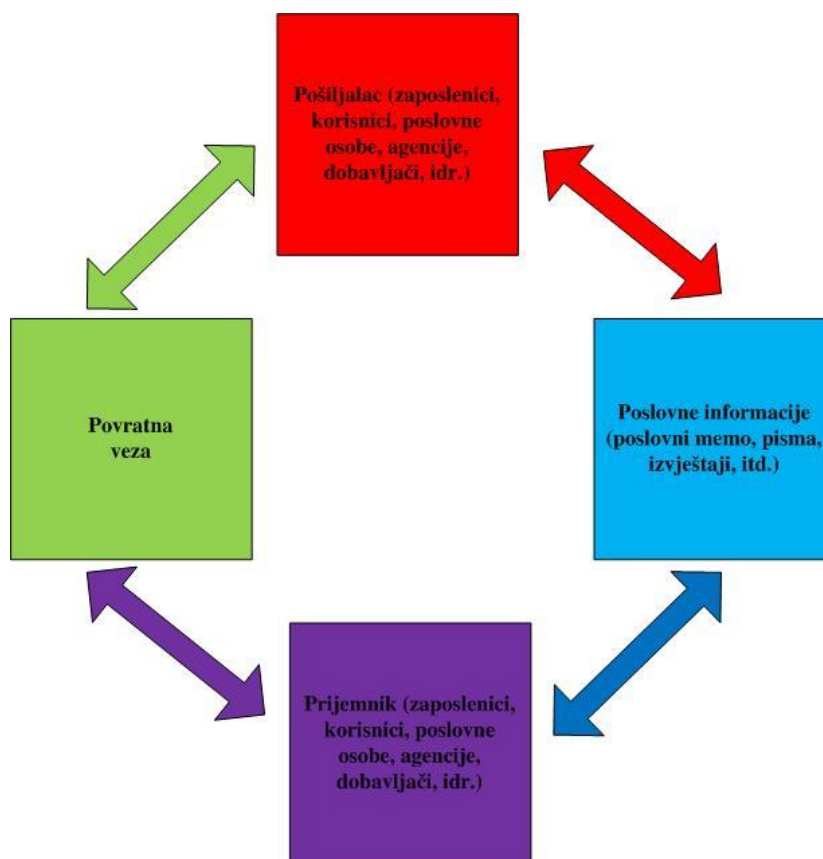 Pošiljalac (zaposlenici,
korisnici, poslovne
osobe, agencije,
dobavljači, idr.)
Povratna
veza
Poslovne informacije
(poslovni memo, pisma,
izvještaji, itd.)
Prijemnik (zaposlenici,
korisnici, poslovne
osobe, agencije,
dobavljači, idr.)